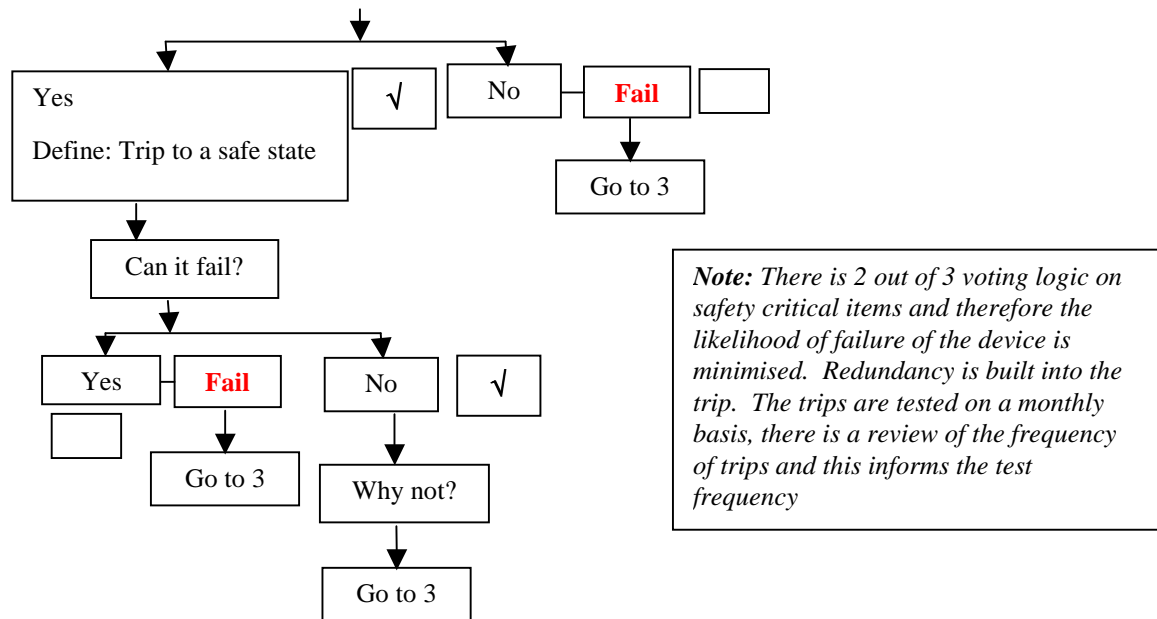 Yes
Define: Trip to a safe state
√
No
Fail
Go to 3
Can it fail?
Yes
Fail
No
√
Go to 3
Why not?
Go to 3
Note: There is 2 out of 3 voting logic on
safety critical items and therefore the
likelihood of failure of the device is
minimised. Redundancy is built into the
trip. The trips are tested on a monthly
basis, there is a review of the frequency
of trips and this informs the test
frequency